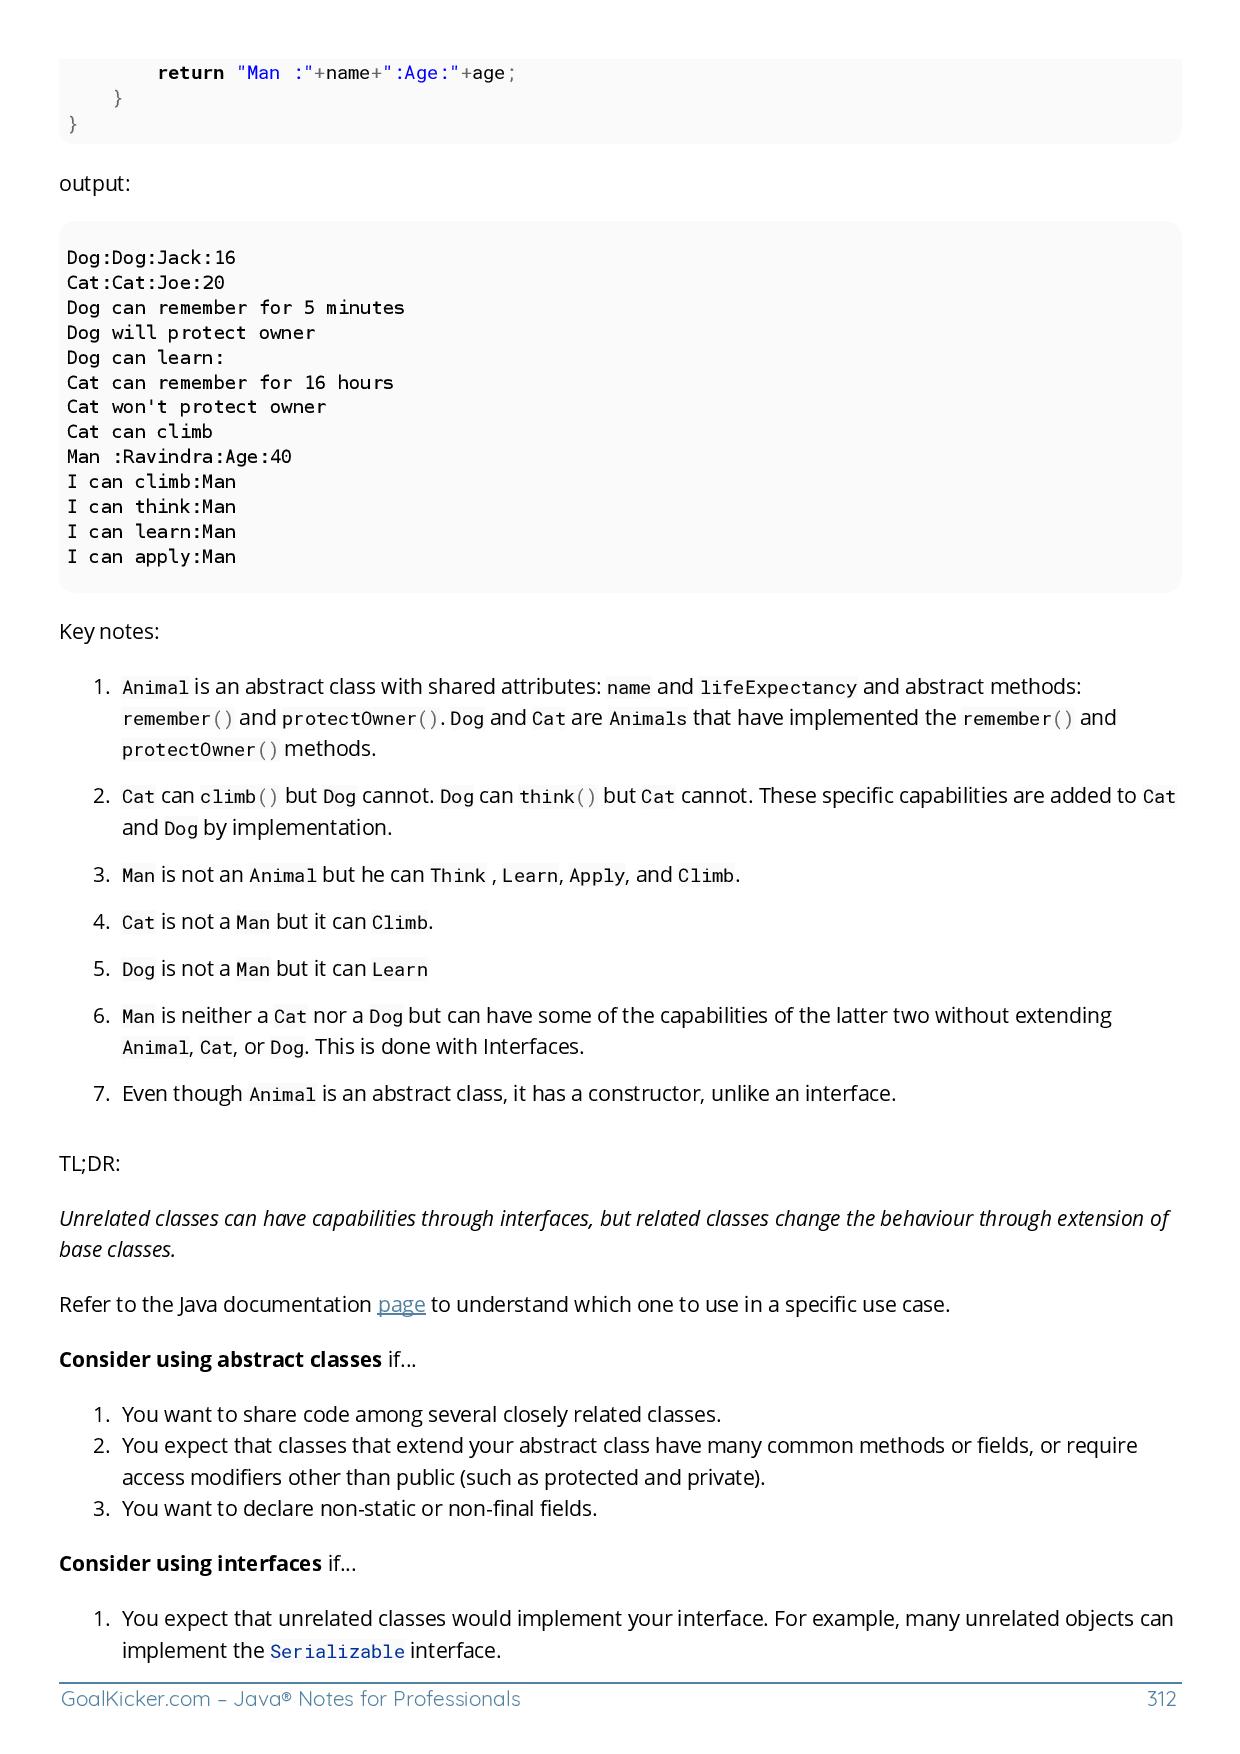 return "Man :"+name+":Age:"+age;
}
}
output:
Dog:Dog:Jack:16
Cat:Cat:Joe:20
Dog can remember for 5 minutes
Dog will protect owner
Dog can learn:
Cat can remember for 16 hours
Cat won't protect owner
Cat can climb
Man :Ravindra:Age:40
I can climb:Man
I can think:Man
I can learn:Man
I can apply:Man
Key notes:
1. Animal is an abstract class with shared attributes: name and lifeExpectancy and abstract methods:
remember() and protectOwner(). Dog and Cat are Animals that have implemented the remember() and
protectOwner() methods.
2. Cat can climb() but Dog cannot. Dog can think() but Cat cannot. These specific capabilities are added to Cat
and Dog by implementation.
3. Man is not an Animal but he can Think , Learn, Apply, and Climb.
4. Cat is not a Man but it can Climb.
5. Dog is not a Man but it can Learn
6. Man is neither a Cat nor a Dog but can have some of the capabilities of the latter two without extending
Animal, Cat, or Dog. This is done with Interfaces.
7. Even though Animal is an abstract class, it has a constructor, unlike an interface.
TL;DR:
Unrelated classes can have capabilities through interfaces, but related classes change the behaviour through extension of
base classes.
Refer to the Java documentation page to understand which one to use in a specific use case.
Consider using abstract classes if...
1. You want to share code among several closely related classes.
2. You expect that classes that extend your abstract class have many common methods or fields, or require
access modifiers other than public (such as protected and private).
3. You want to declare non-static or non-final fields.
Consider using interfaces if...
1. You expect that unrelated classes would implement your interface. For example, many unrelated objects can
implement the Serializable interface.
GoalKicker.com – Java® Notes for Professionals 312